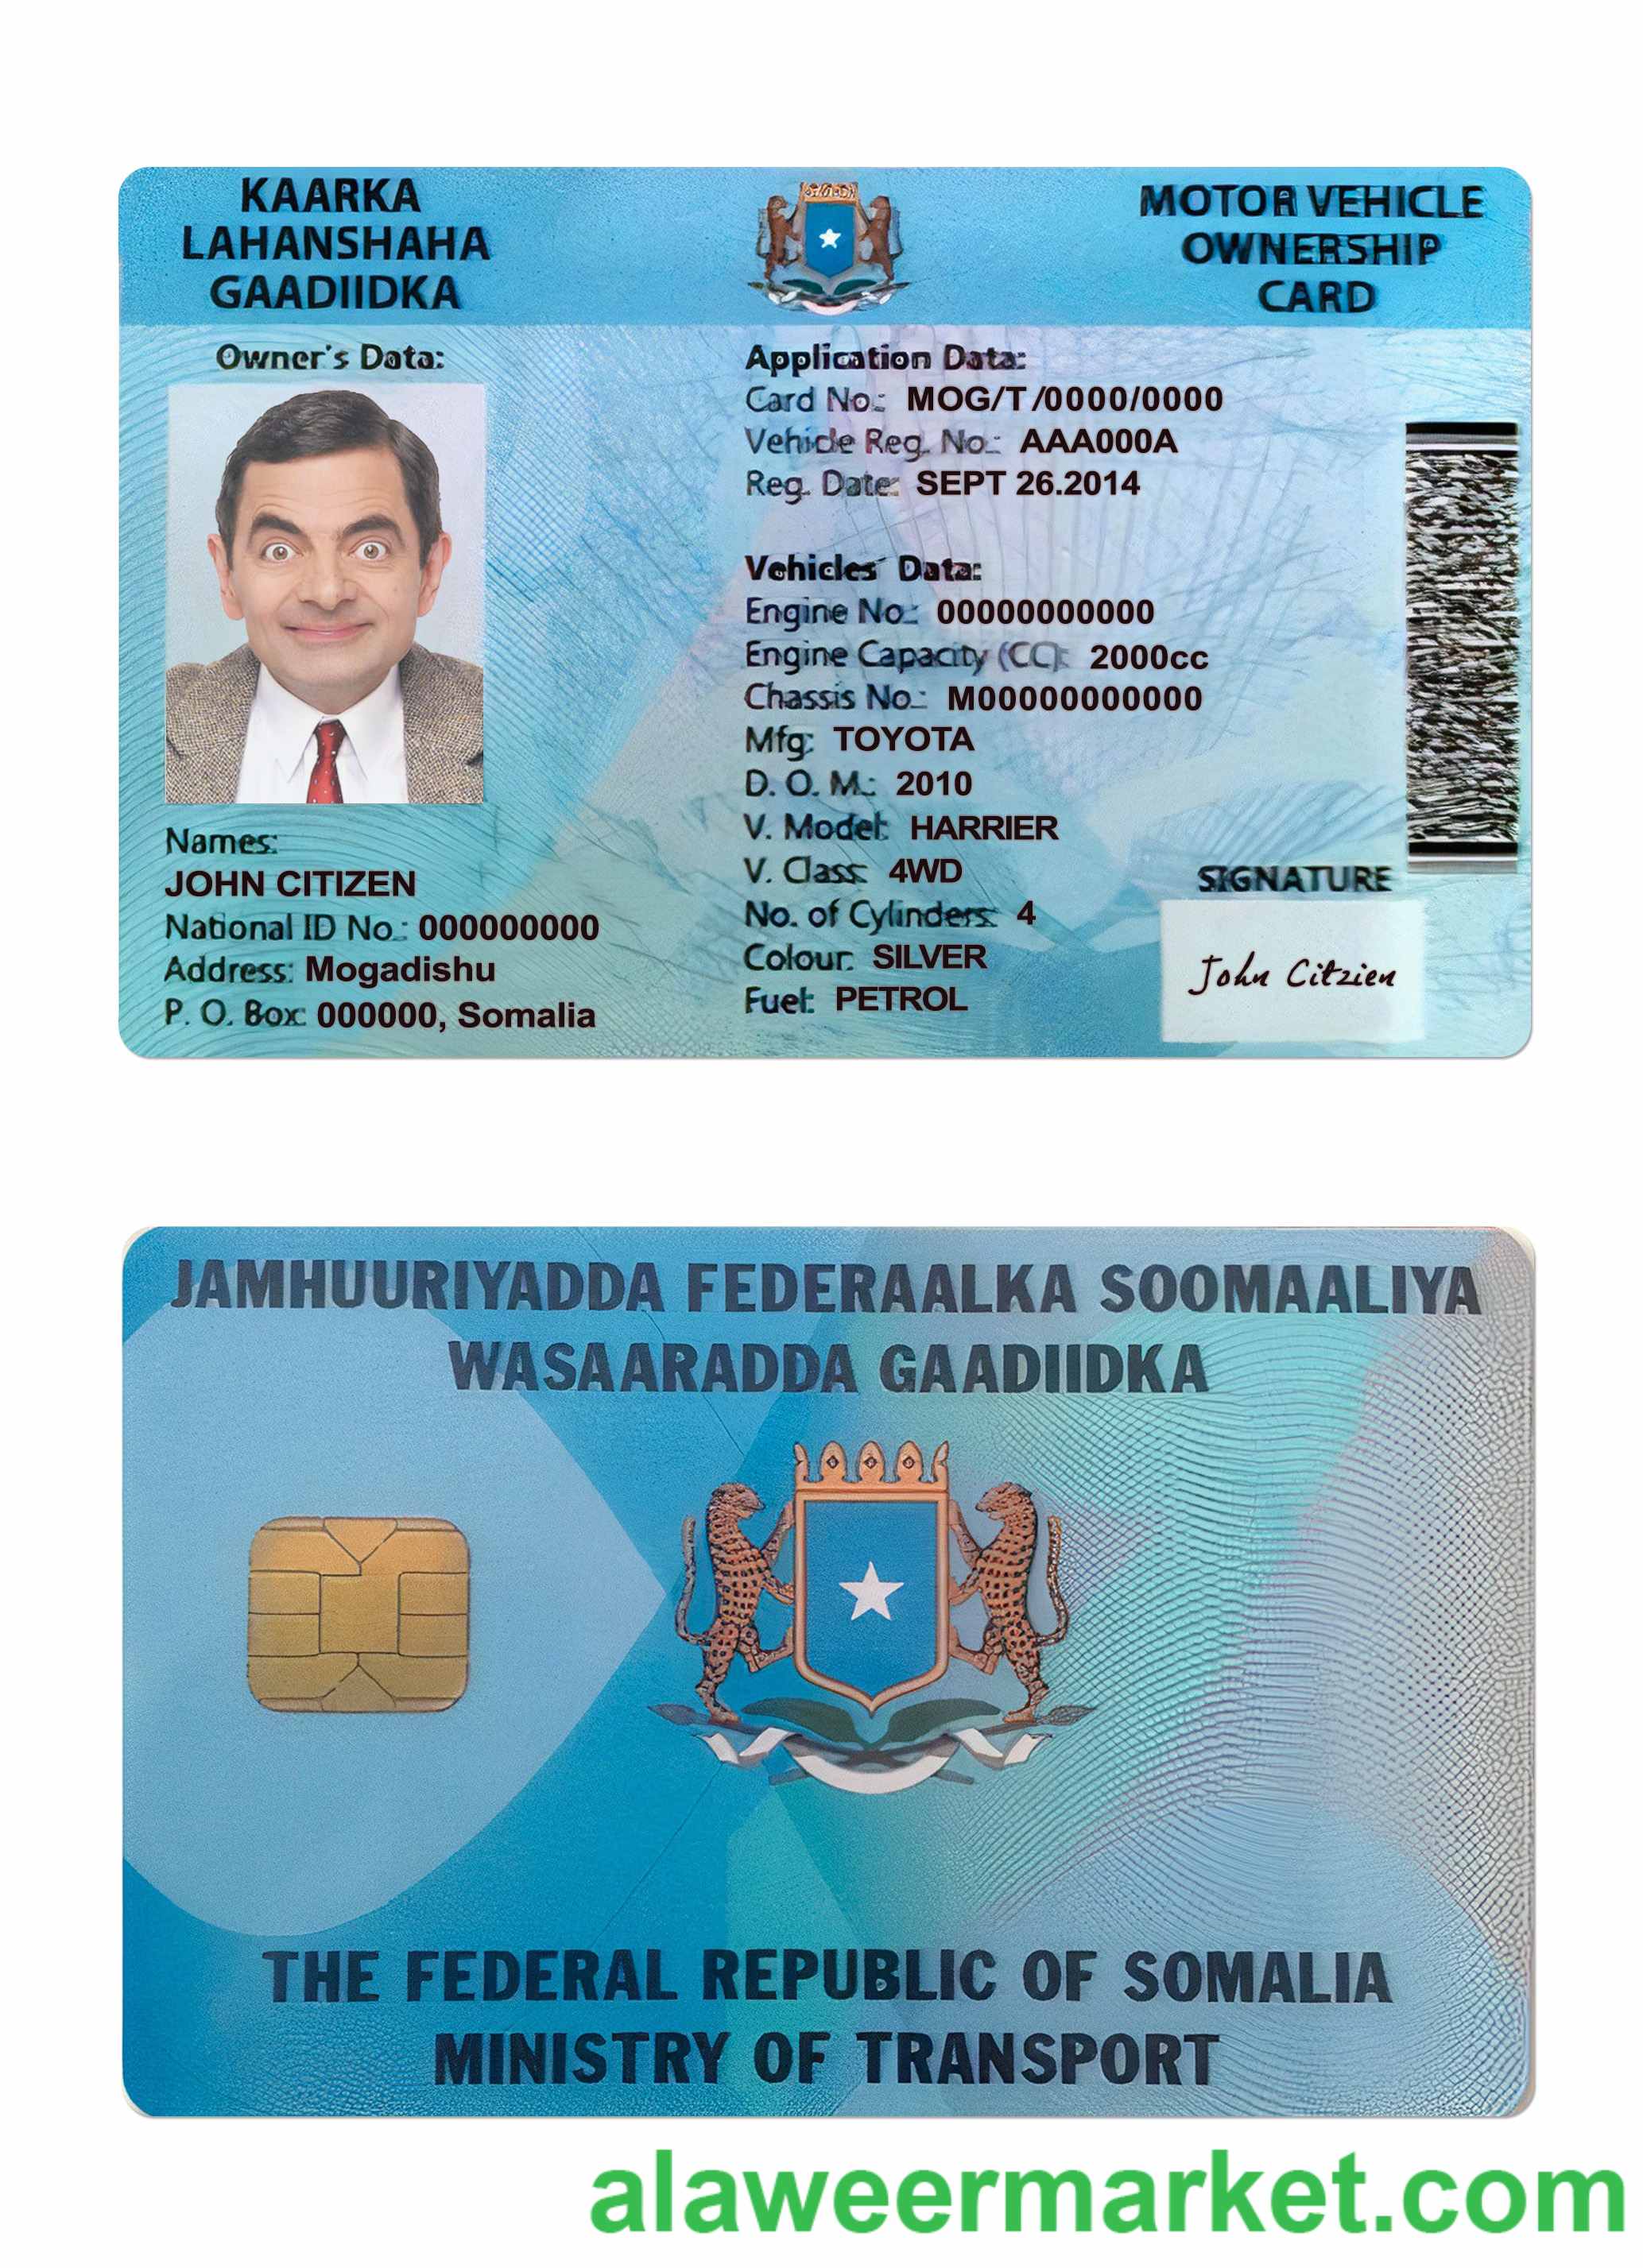 KAARKA
LAHANSHAHA
GAADIIDKA
MOTOR VEHICLE
OWNERSHIP
CARD
Owner's Data:
Names:
JOHN CITIZEN
National ID No.: 000000000
Address: Mogadishu
P. O. Box: 000000, Somalia
Application Data:
Card No.: MOG/T/0000/0000
Vehicle Reg. No.: AAA000A
Reg. Date: SEPT 26.2014
Vehicles' Data:
Engine No.: 00000000000
Engine Capacity (CC): 2000cc
Chassis No.: M00000000000
Mfg: TOYOTA
D. O. M.: 2010
V. Model: HARRIER
V. Class: 4WD
No. of Cylinders: 4
Colour: SILVER
Fuel: PETROL
SIGNATURE
John Citzien
JAMHUURIYADDA FEDERAALKA SOOMAALIYA
WASAARADDA GAADIIDKA
THE FEDERAL REPUBLIC OF SOMALIA
MINISTRY OF TRANSPORT
alaweermarket.com